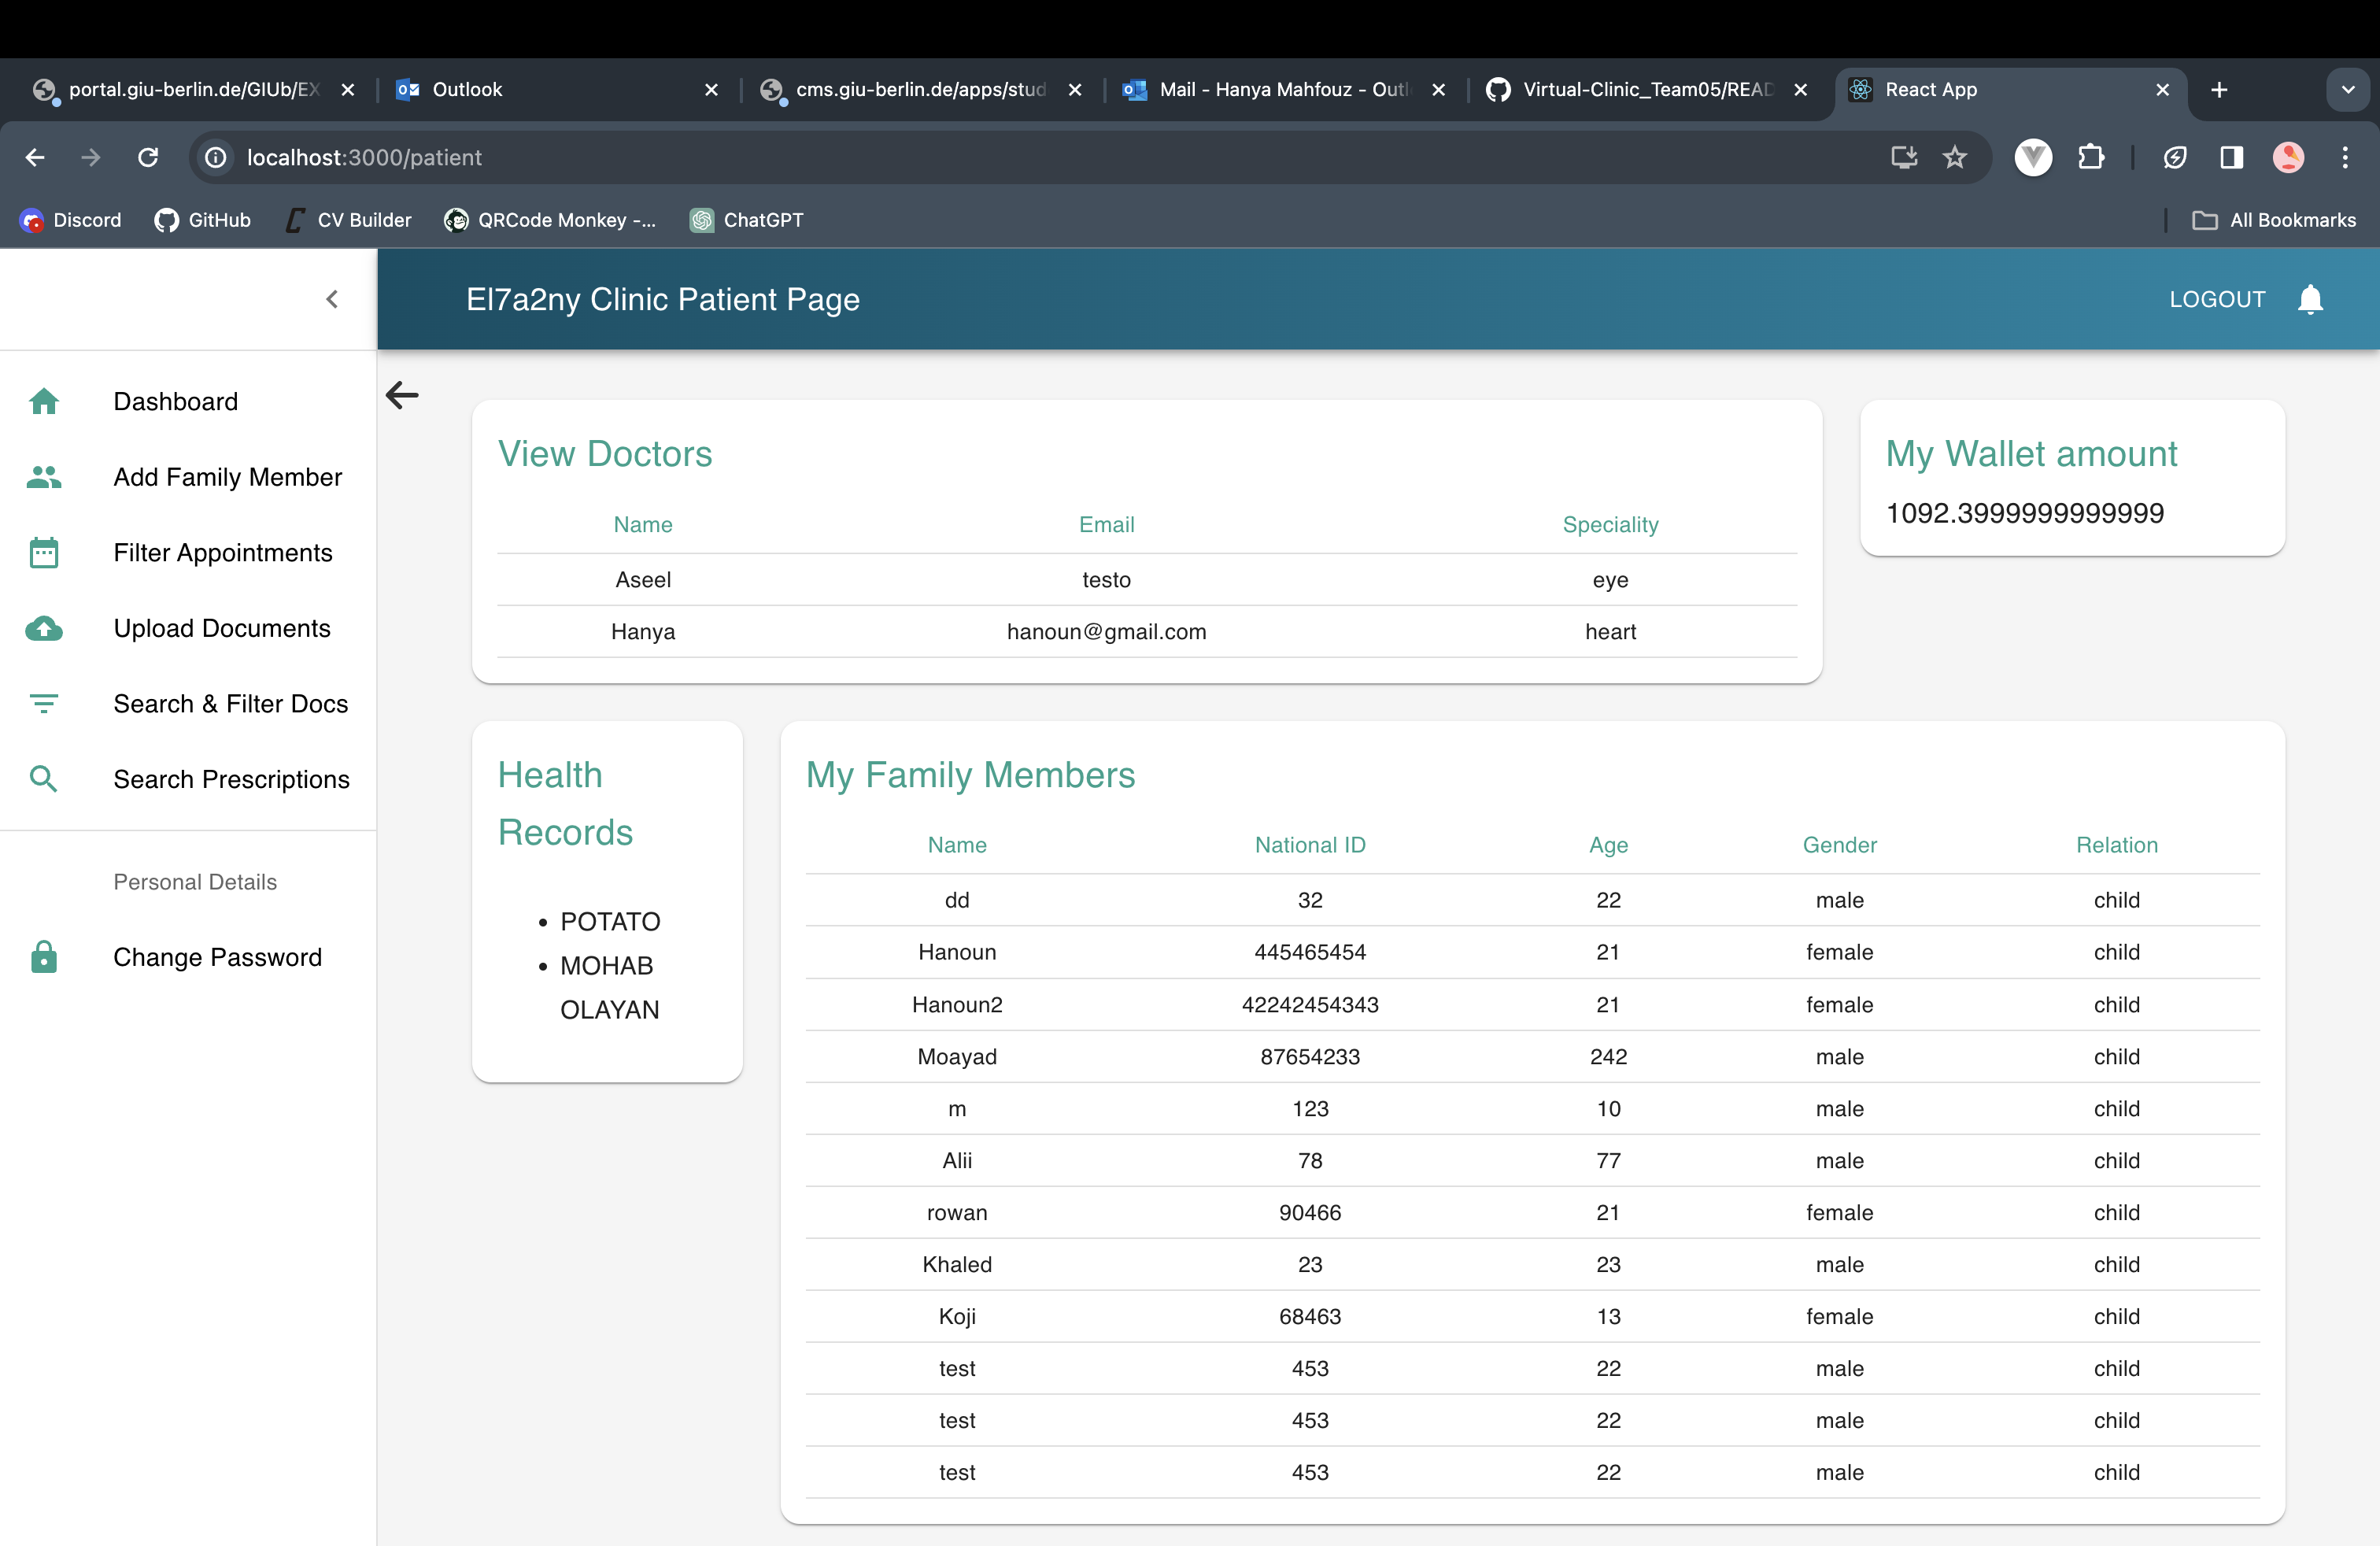 portal.giu-berlin.de/GIUb/EX
Outlook
cms.giu-berlin.de/apps/stud
Mail - Hanya Mahfouz - Outl
Virtual-Clinic_Team05/READ
React App
localhost:3000/patient
Discord
GitHub
CV Builder
QRCode Monkey -...
ChatGPT
All Bookmarks
El7a2ny Clinic Patient Page
LOGOUT
Dashboard
Add Family Member
Filter Appointments
Upload Documents
Search & Filter Docs
Search Prescriptions
Personal Details
Change Password
View Doctors
Name Email Speciality
Aseel testo eye
Hanya hanoun@gmail.com heart
My Wallet amount
1092.3999999999999
Health
Records
• POTATO
• MOHAB
OLAYAN
My Family Members
Name National ID Age Gender Relation
dd 32 22 male child
Hanoun 445465454 21 female child
Hanoun2 42242454343 21 female child
Moayad 87654233 242 male child
m 123 10 male child
Alii 78 77 male child
rowan 90466 21 female child
Khaled 23 23 male child
Koji 68463 13 female child
test 453 22 male child
test 453 22 male child
test 453 22 male child